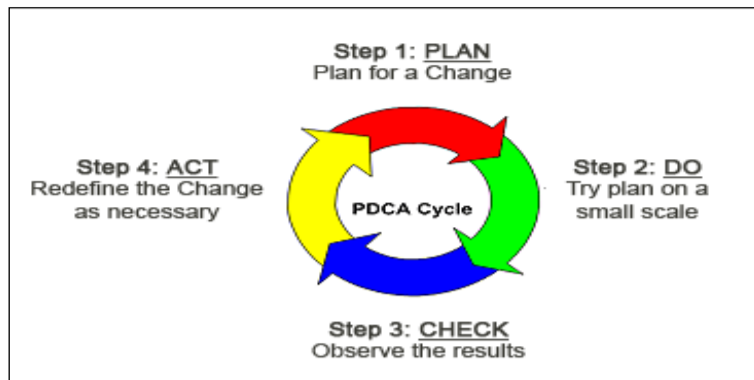 Step 1: PLAN
Plan for a Change
Step 2: DO
Try plan on a
small scale
Step 3: CHECK
Observe the results
Step 4: ACT
Redefine the Change
as necessary
PDCA Cycle